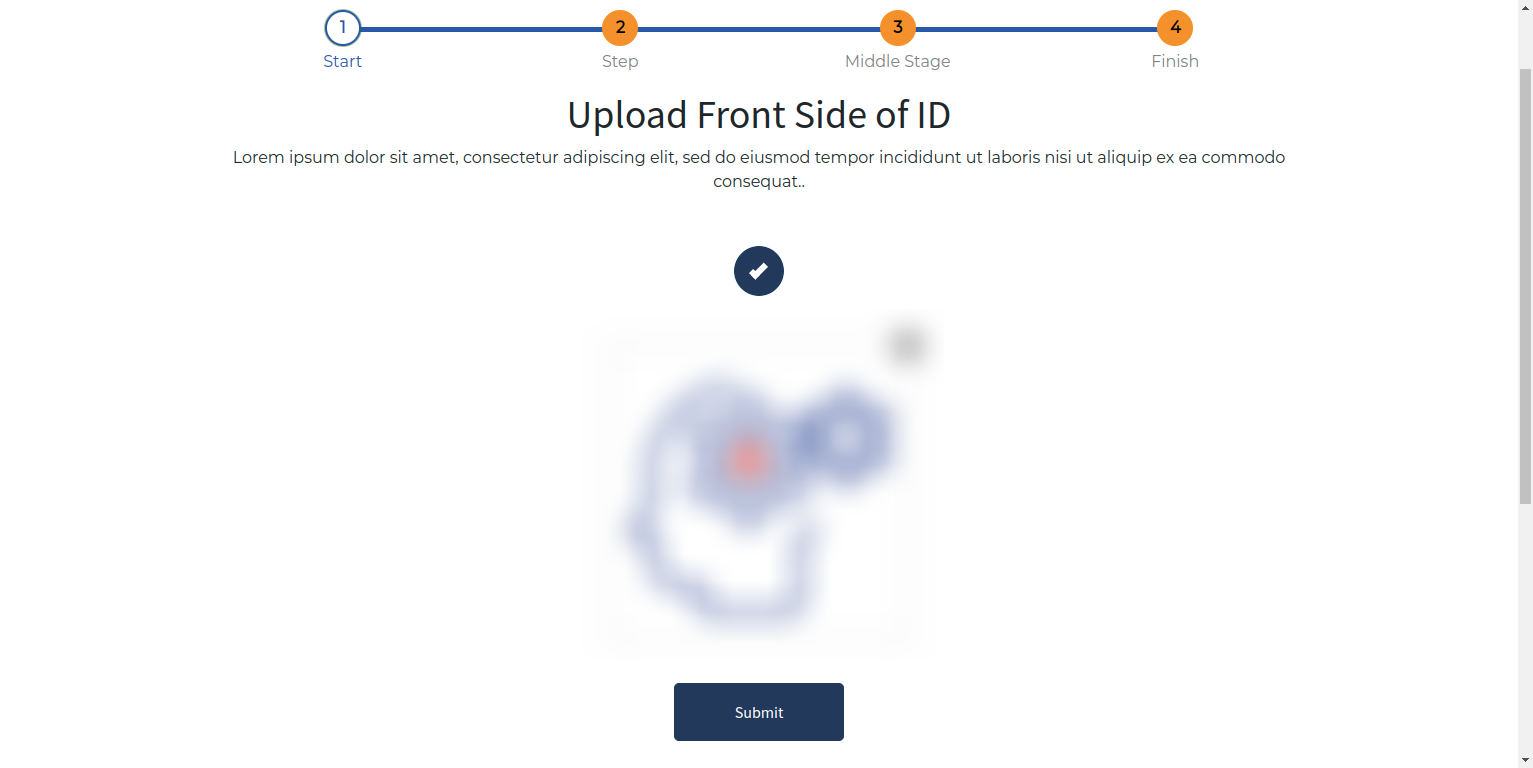 1 2 3 4
Start Step Middle Stage Finish
Upload Front Side of ID
Lorem ipsum dolor sit amet, consectetur adipiscing elit, sed do eiusmod tempor incididunt ut laboris nisi ut aliquip ex ea commodo
consequat..
Submit